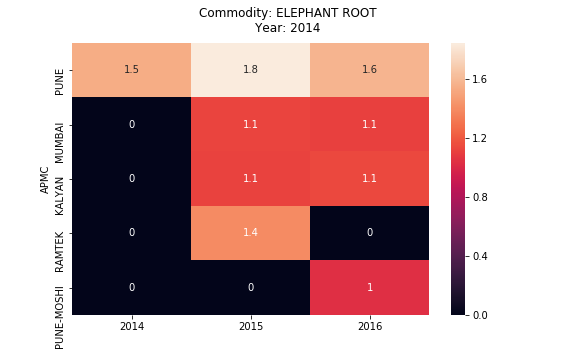 Commodity: ELEPHANT ROOT
Year: 2014
PUNE 1.5 1.8 1.6
MUMBAI 0 1.1 1.1
KALYAN 0 1.1 1.1
RAMTEK 0 1.4 0
PUNE-MOSHI 0 0 1
APMC
2014 2015 2016
1.6
1.2
0.8
0.4
0.0